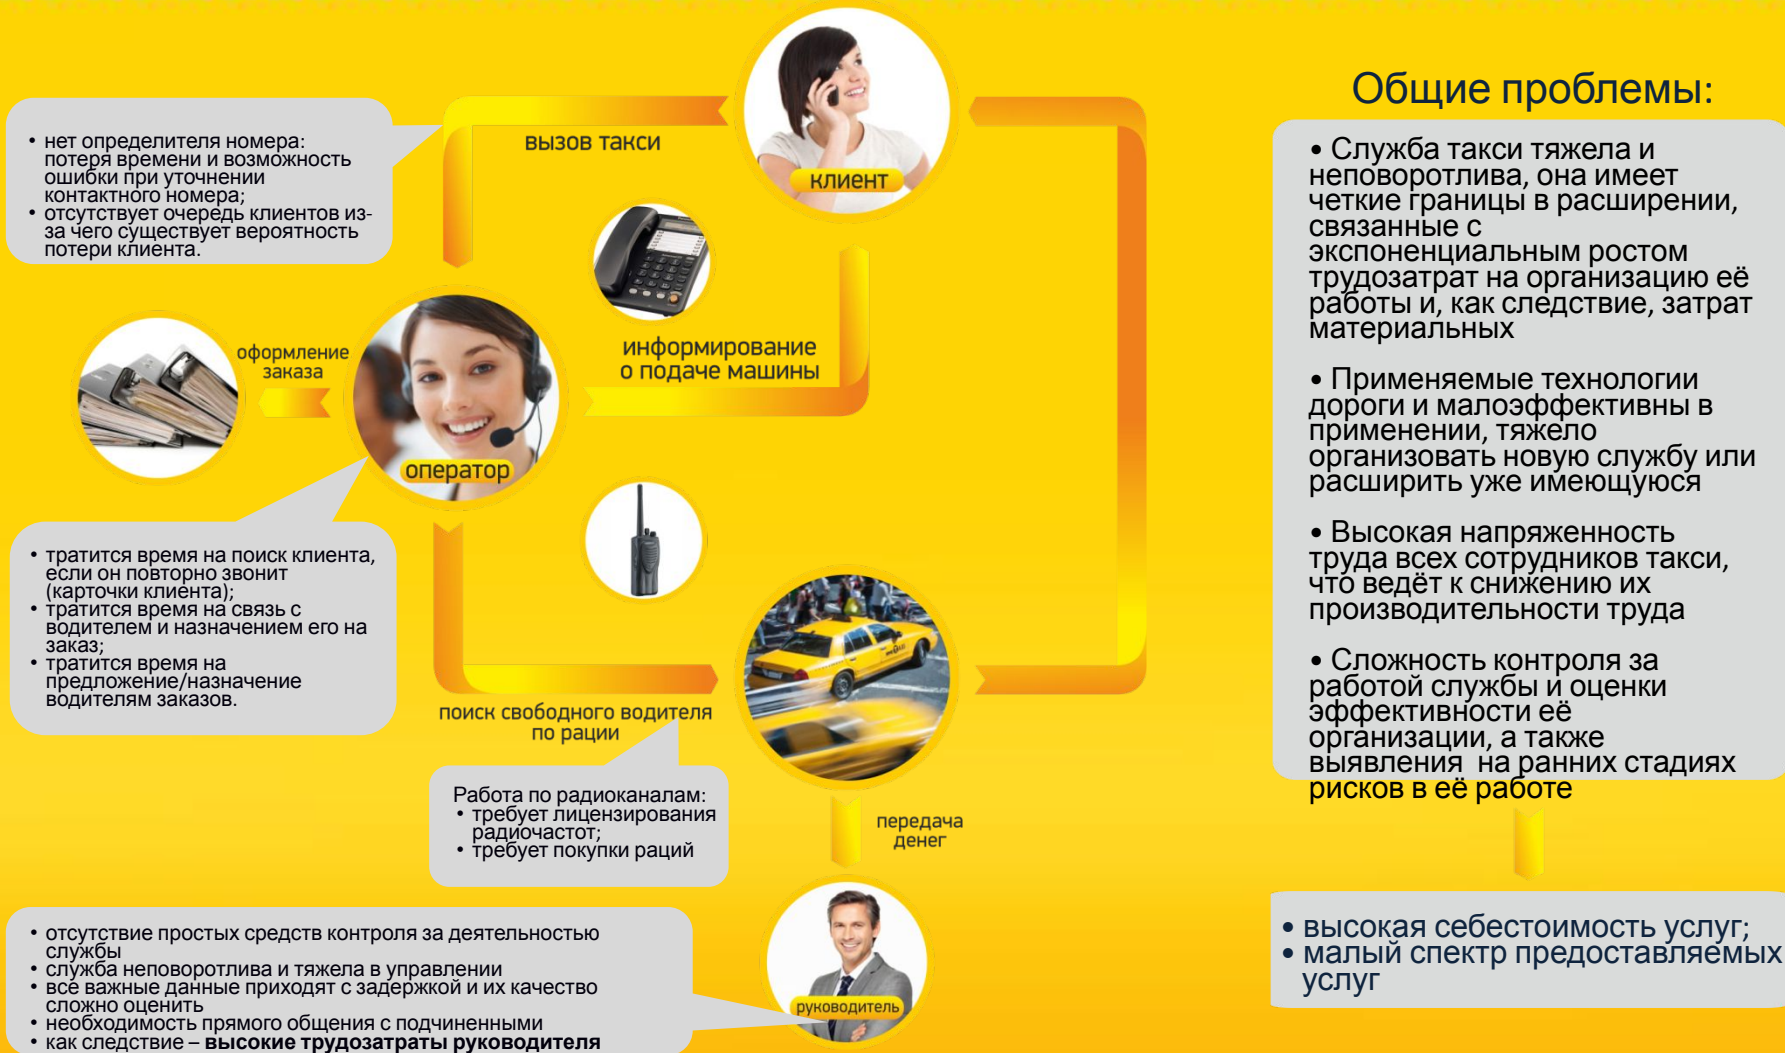 • нет определителя номера:
потеря времени и возможность
ошибки при уточнении
контактного номера;
• отсутствует очередь клиентов из-
за чего существует вероятность
потери клиента.
вызов такси
клиент
информирование
о подаче машины
оформление
заказа
оператор
• тратится время на поиск клиента,
если он повторно звонит
(карточки клиента);
• тратится время на связь с
водителем и назначением его на
заказ;
• тратится время на
предложение/назначение
водителям заказов.
поиск свободного водителя
по рации
Работа по радиоканалам:
• требует лицензирования
радиочастот;
• требует покупки раций
передача
денег
руководитель
• отсутствие простых средств контроля за деятельностью
службы
• служба неповоротлива и тяжела в управлении
• все важные данные приходят с задержкой и их качество
сложно оценить
• необходимость прямого общения с подчиненными
• как следствие – высокие трудозатраты руководителя
Общие проблемы:
• Служба такси тяжела и
неповоротлива, она имеет
четкие границы в расширении,
связанные с
экспоненциальным ростом
трудозатрат на организацию её
работы и, как следствие, затрат
материальных
• Применяемые технологии
дороги и малоэффективны в
применении, тяжело
организовать новую службу или
расширить уже имеющуюся
• Высокая напряженность
труда всех сотрудников такси,
что ведёт к снижению их
производительности труда
• Сложность контроля за
работой службы и оценки
эффективности её
организации, а также
выявления на ранних стадиях
рисков в её работе
• высокая себестоимость услуг;
• малый спектр предоставляемых
услуг